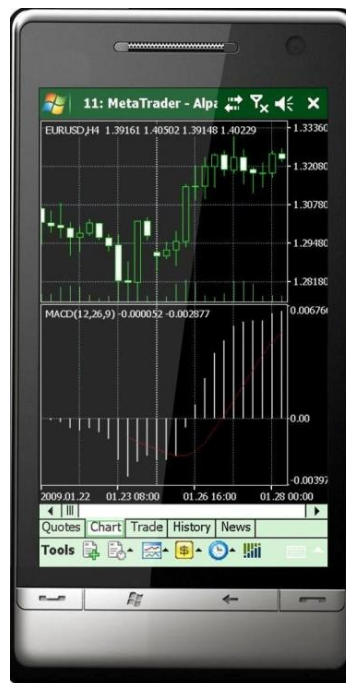 11: MetaTrader - Alpa
EURUSD,H4 1.39161 1.40502 1.39148 1.40229
1.33360
1.32080
1.30780
1.29480
1.28180
MACD(12,26,9) -0.000052 -0.002877
0.00676
0.00
-0.00397
2009.01.22 01.23 08:00 01.26 16:00 01.28 00:00
Quotes Chart Trade History News
Tools